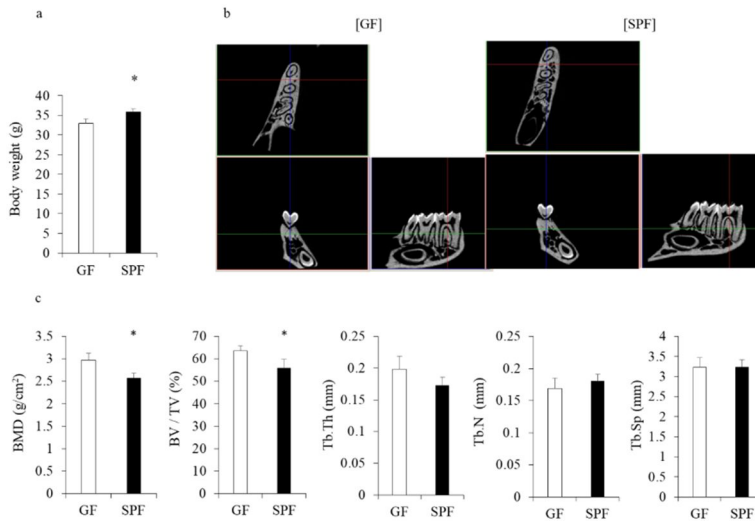 a
b
[GF]
[SPF]
*
40
35
30
25
20
15
10
5
0
Body weight (g)
GF
SPF
c
3.5
3
2.5
2
1.5
1
0.5
0
BMD (g/cm²)
*
GF
SPF
70
60
50
40
30
20
10
0
BV / TV (%)
*
GF
SPF
0.25
0.2
0.15
0.1
0.05
0
Tb.Th (mm)
GF
SPF
0.25
0.2
0.15
0.1
0.05
0
Tb.N (mm)
GF
SPF
4
3.5
3
2.5
2
1.5
1
0.5
0
Tb.Sp (mm)
GF
SPF